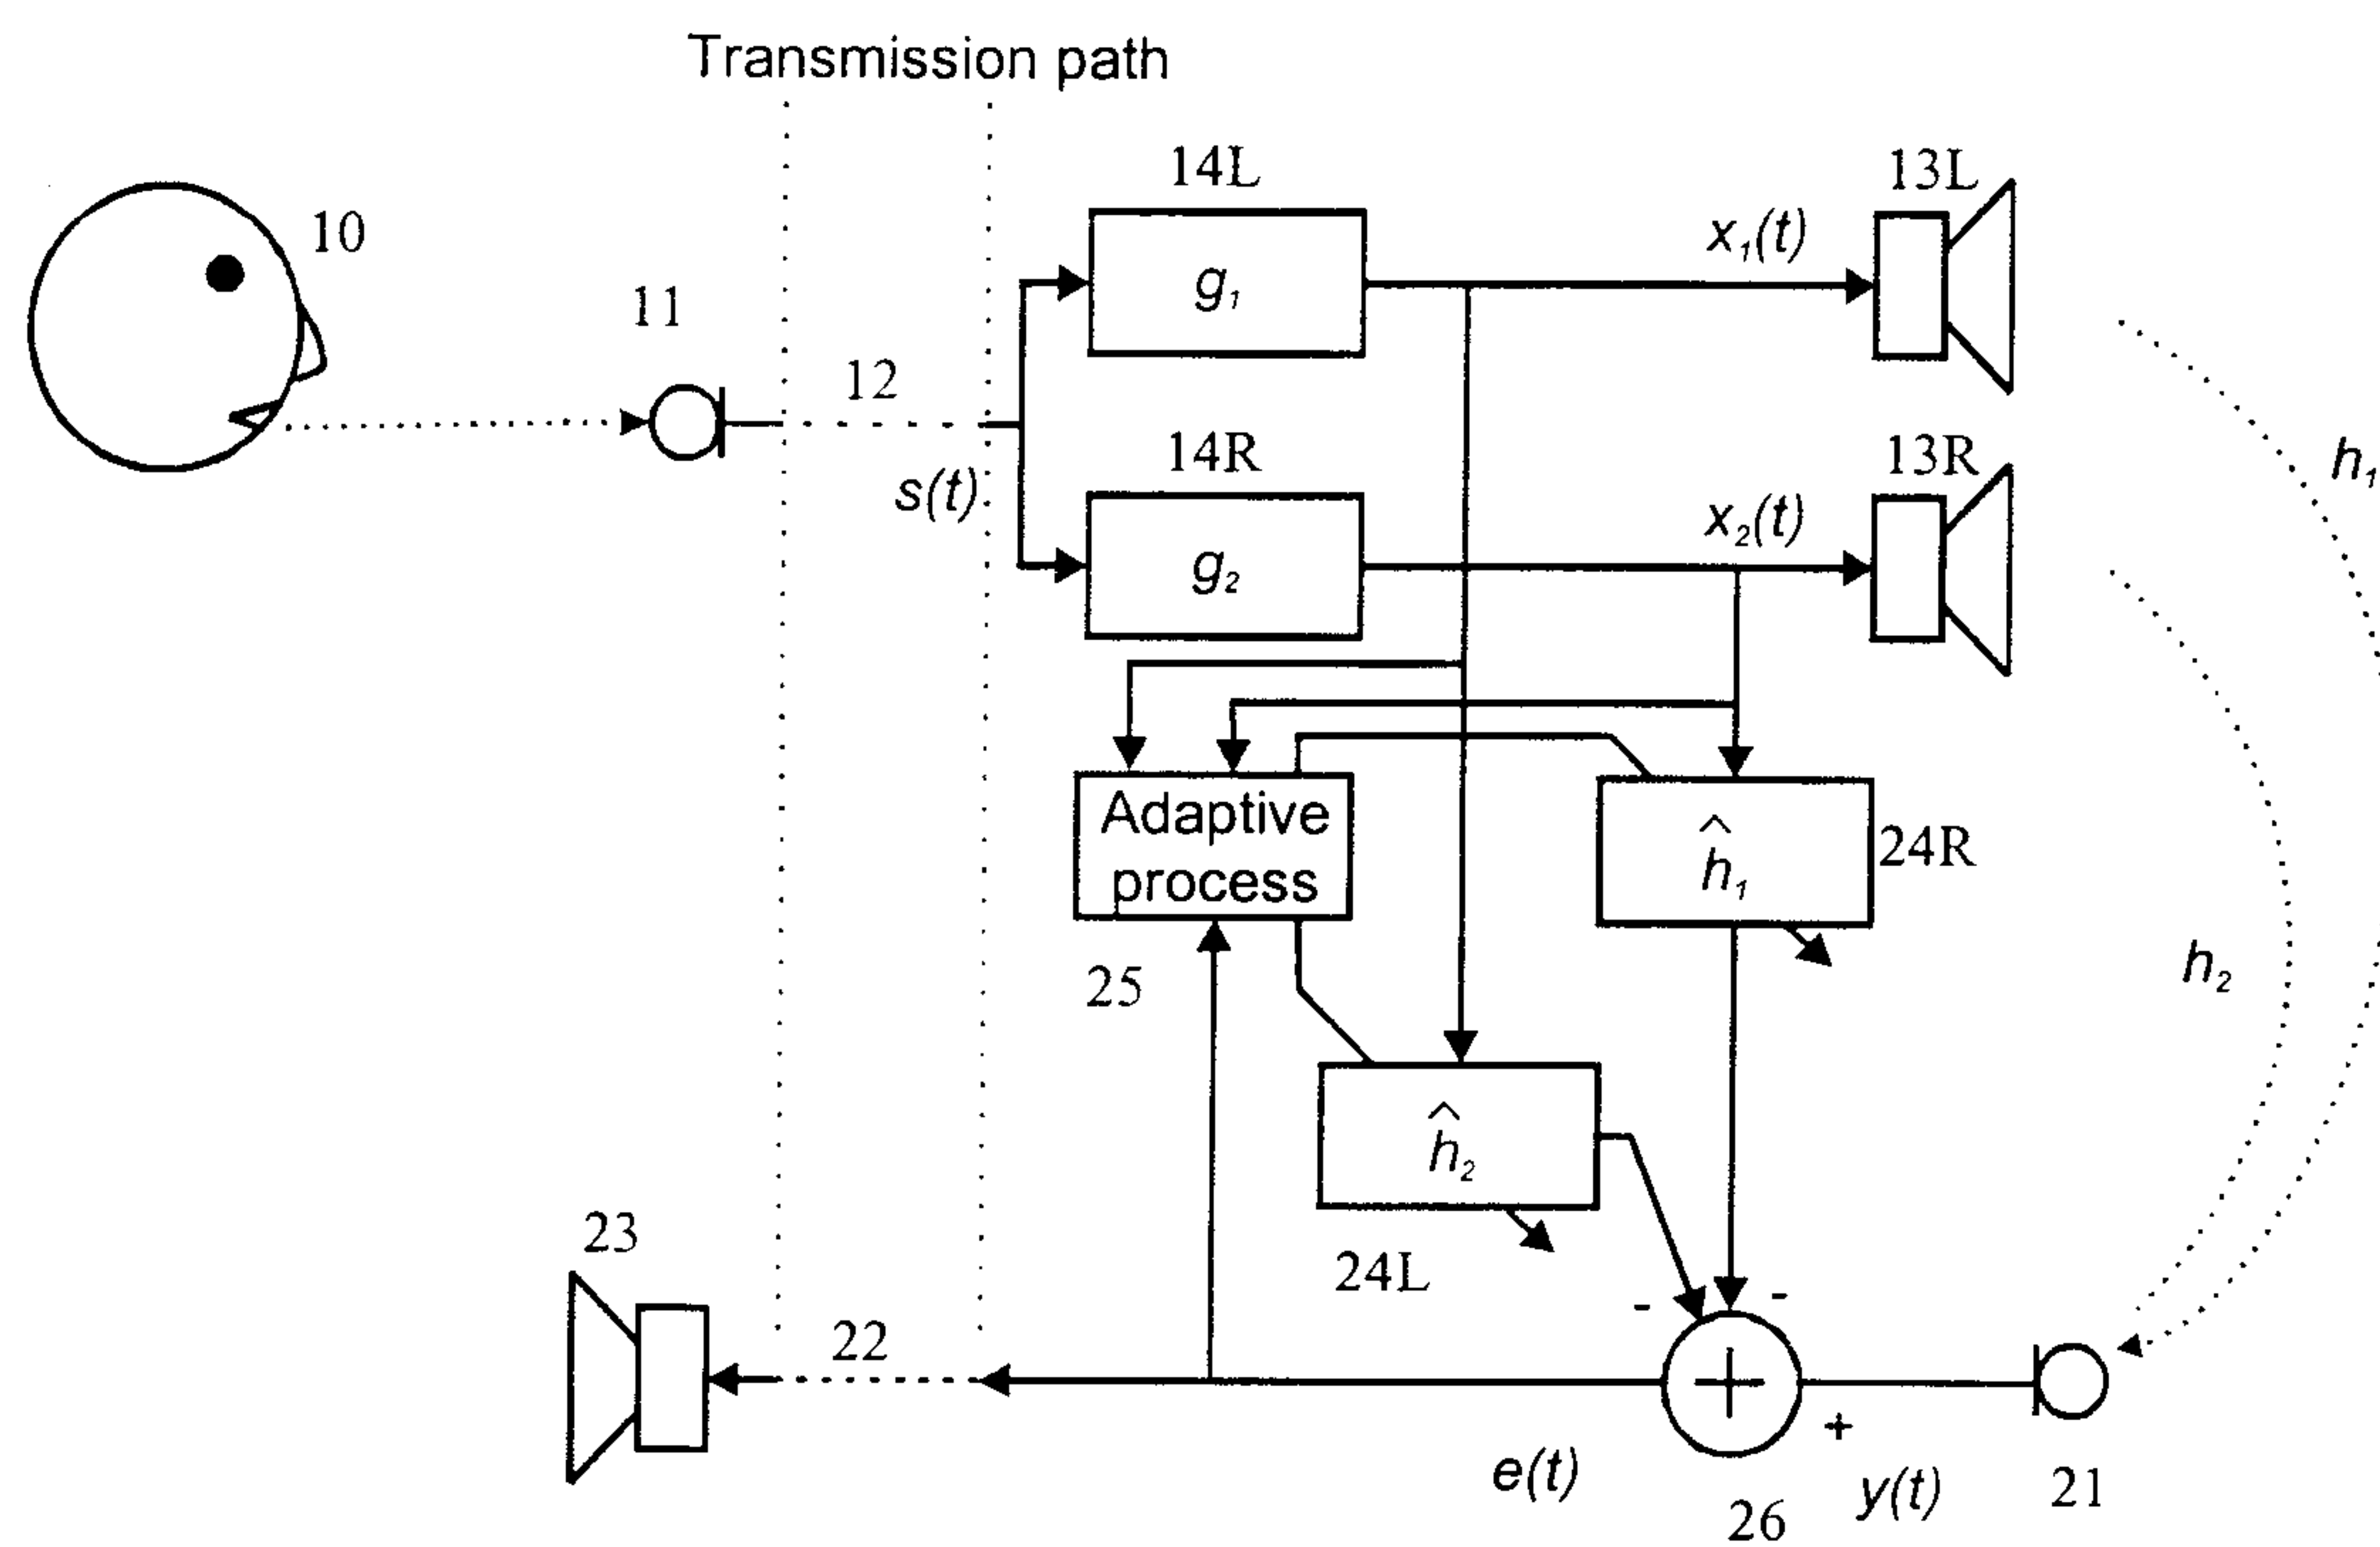 Transmission path
14L
13L
10
g₁
x₁(t)
11
12
14R
13R
h₁
s(t)
g₂
x₂(t)
Adaptive
process
ĥ₁
24R
25
h₂
ĥ₂
24L
23
-
-
22
+
+
e(t)
26
y(t)
21